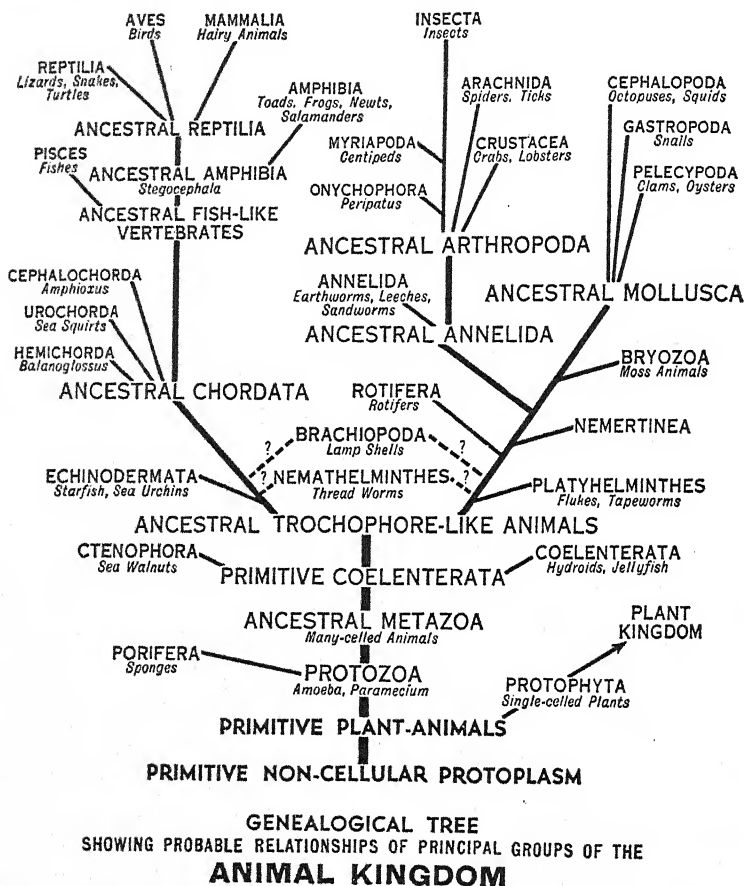 AVES
Birds
MAMMALIA
Hairy Animals
REPTILIA
Lizards, Snakes,
Turtles
AMPHIBIA
Toads, Frogs, Newts,
Salamanders
ANCESTRAL REPTILIA
PISCES
Fishes
ANCESTRAL AMPHIBIA
Stegocephala
ANCESTRAL FISH-LIKE
VERTEBRATES
CEPHALOCHORDA
Amphioxus
UROCHORDA
Sea Squirts
HEMICHORDA
Balanoglossus
ANCESTRAL CHORDATA
INSECTA
Insects
ARACHNIDA
Spiders, Ticks
MYRIAPODA
Centipeds
CRUSTACEA
Crabs, Lobsters
ONYCHOPHORA
Peripatus
ANCESTRAL ARTHROPODA
ANNELIDA
Earthworms, Leeches,
Sandworms
ANCESTRAL ANNELIDA
CEPHALOPODA
Octopuses, Squids
GASTROPODA
Snails
PELECYPODA
Clams, Oysters
ANCESTRAL MOLLUSCA
BRYOZOA
Moss Animals
ROTIFERA
Rotifers
NEMERTINEA
? BRACHIOPODA ?
Lamp Shells
ECHINODERMATA
Starfish, Sea Urchins
? NEMATHELMINTHES ?
Thread Worms
PLATYHELMINTHES
Flukes, Tapeworms
ANCESTRAL TROCHOPHORE-LIKE ANIMALS
CTENOPHORA
Sea Walnuts
COELENTERATA
Hydroids, Jellyfish
PRIMITIVE COELENTERATA
ANCESTRAL METAZOA
Many-celled Animals
PLANT
KINGDOM
PORIFERA
Sponges
PROTOZOA
Amoeba, Paramecium
PROTOPHYTA
Single-celled Plants
PRIMITIVE PLANT-ANIMALS
PRIMITIVE NON-CELLULAR PROTOPLASM
GENEALOGICAL TREE
SHOWING PROBABLE RELATIONSHIPS OF PRINCIPAL GROUPS OF THE
ANIMAL KINGDOM